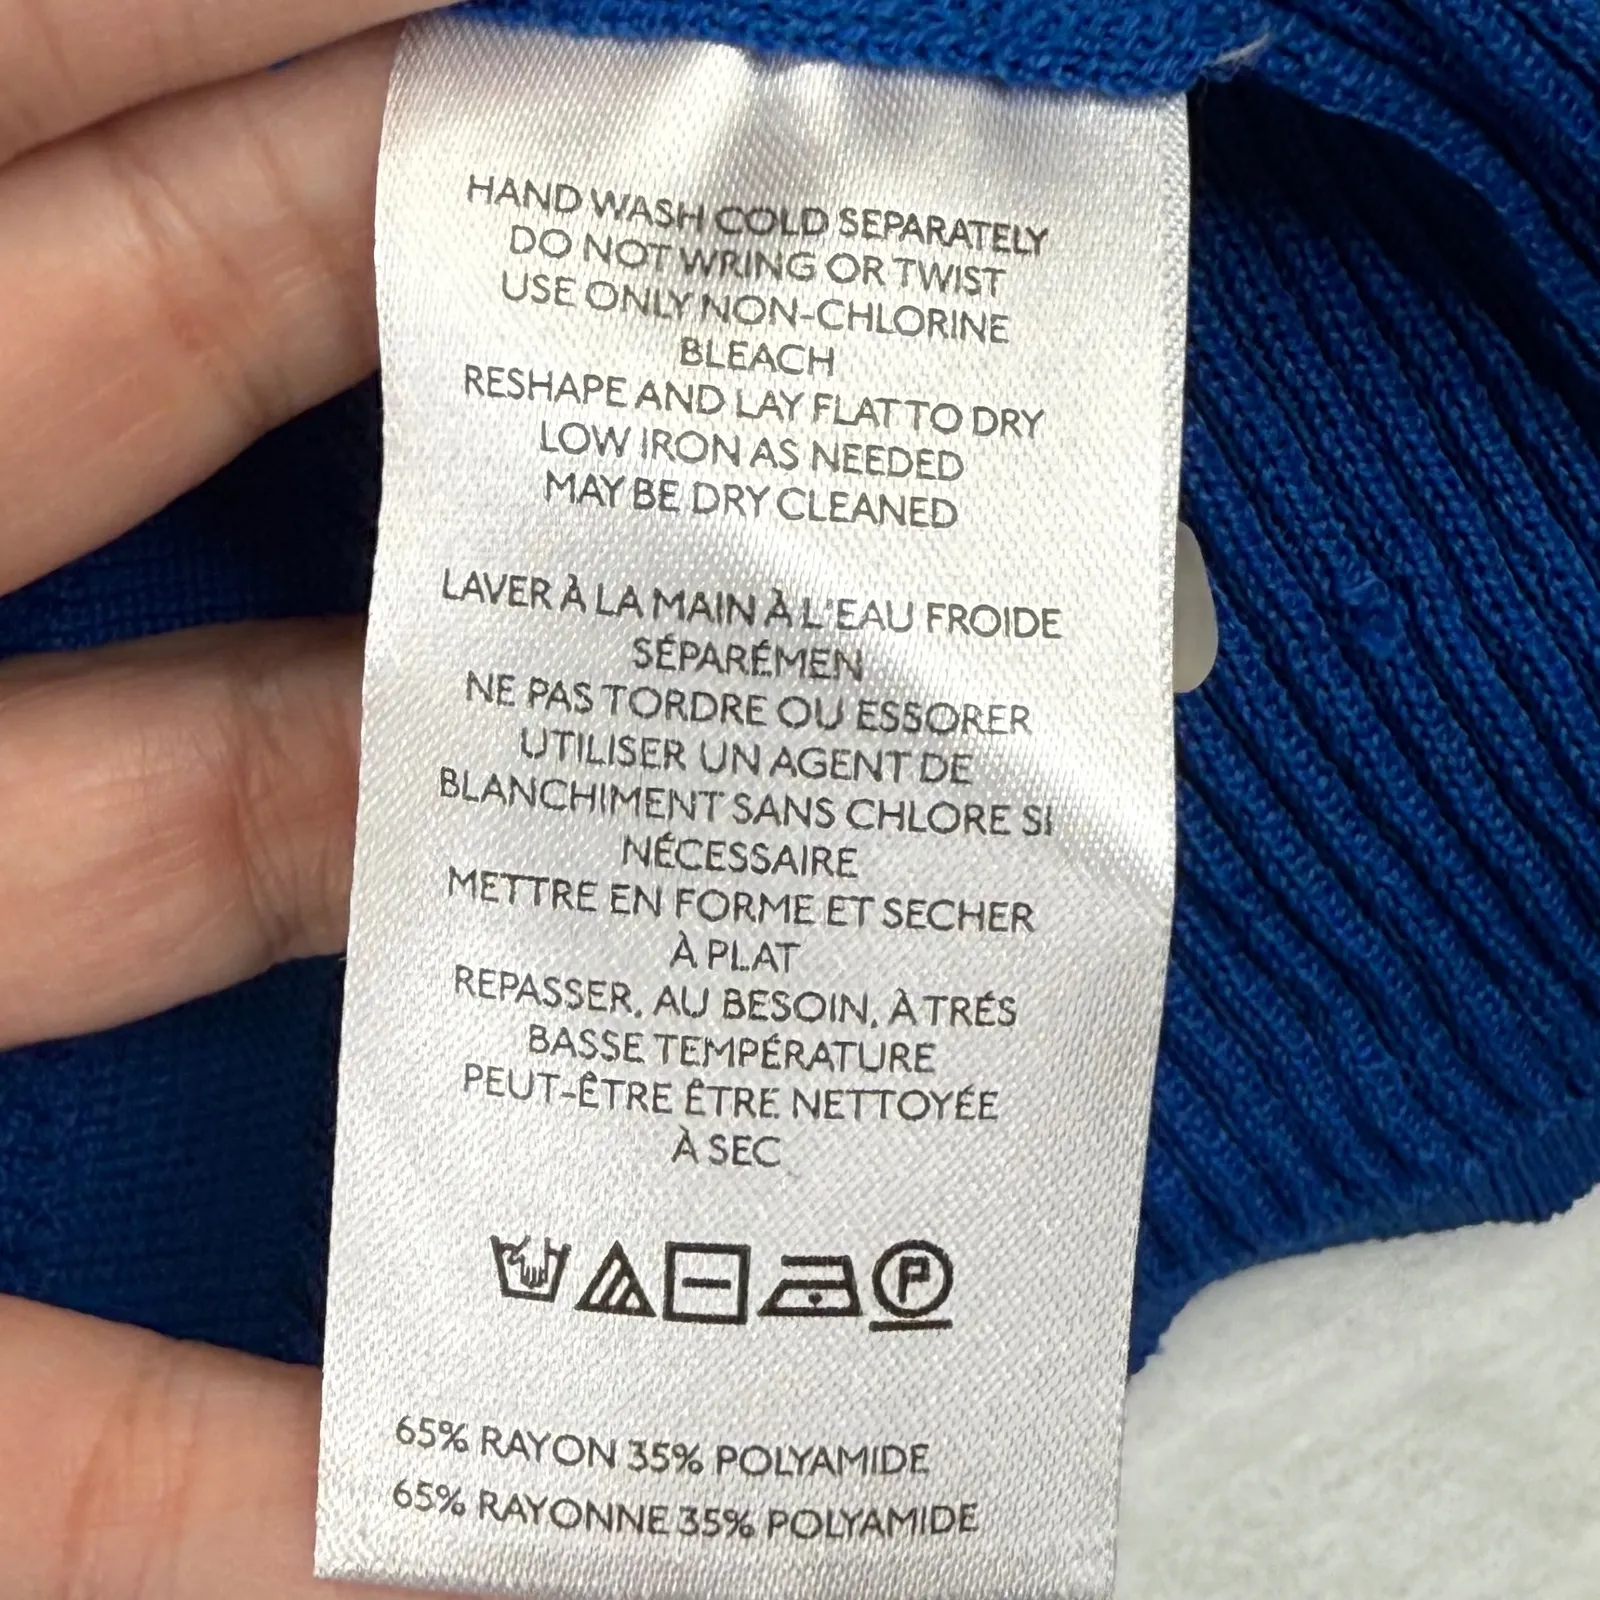 HAND WASH COLD SEPARATELY
DO NOT WRING OR TWIST
USE ONLY NON-CHLORINE
BLEACH
RESHAPE AND LAY FLAT TO DRY
LOW IRON AS NEEDED
MAY BE DRY CLEANED
LAVER À LA MAIN À L'EAU FROIDE
SÉPARÉMEN
NE PAS TORDRE OU ESSORER
UTILISER UN AGENT DE
BLANCHIMENT SANS CHLORE SI
NÉCESSAIRE
METTRE EN FORME ET SECHER
À PLAT
REPASSER, AU BESOIN, À TRÉS
BASSE TEMPÉRATURE
PEUT-ÊTRE ÊTRE NETTOYÉE
À SEC
P
65% RAYON 35% POLYAMIDE
65% RAYONNE 35% POLYAMIDE